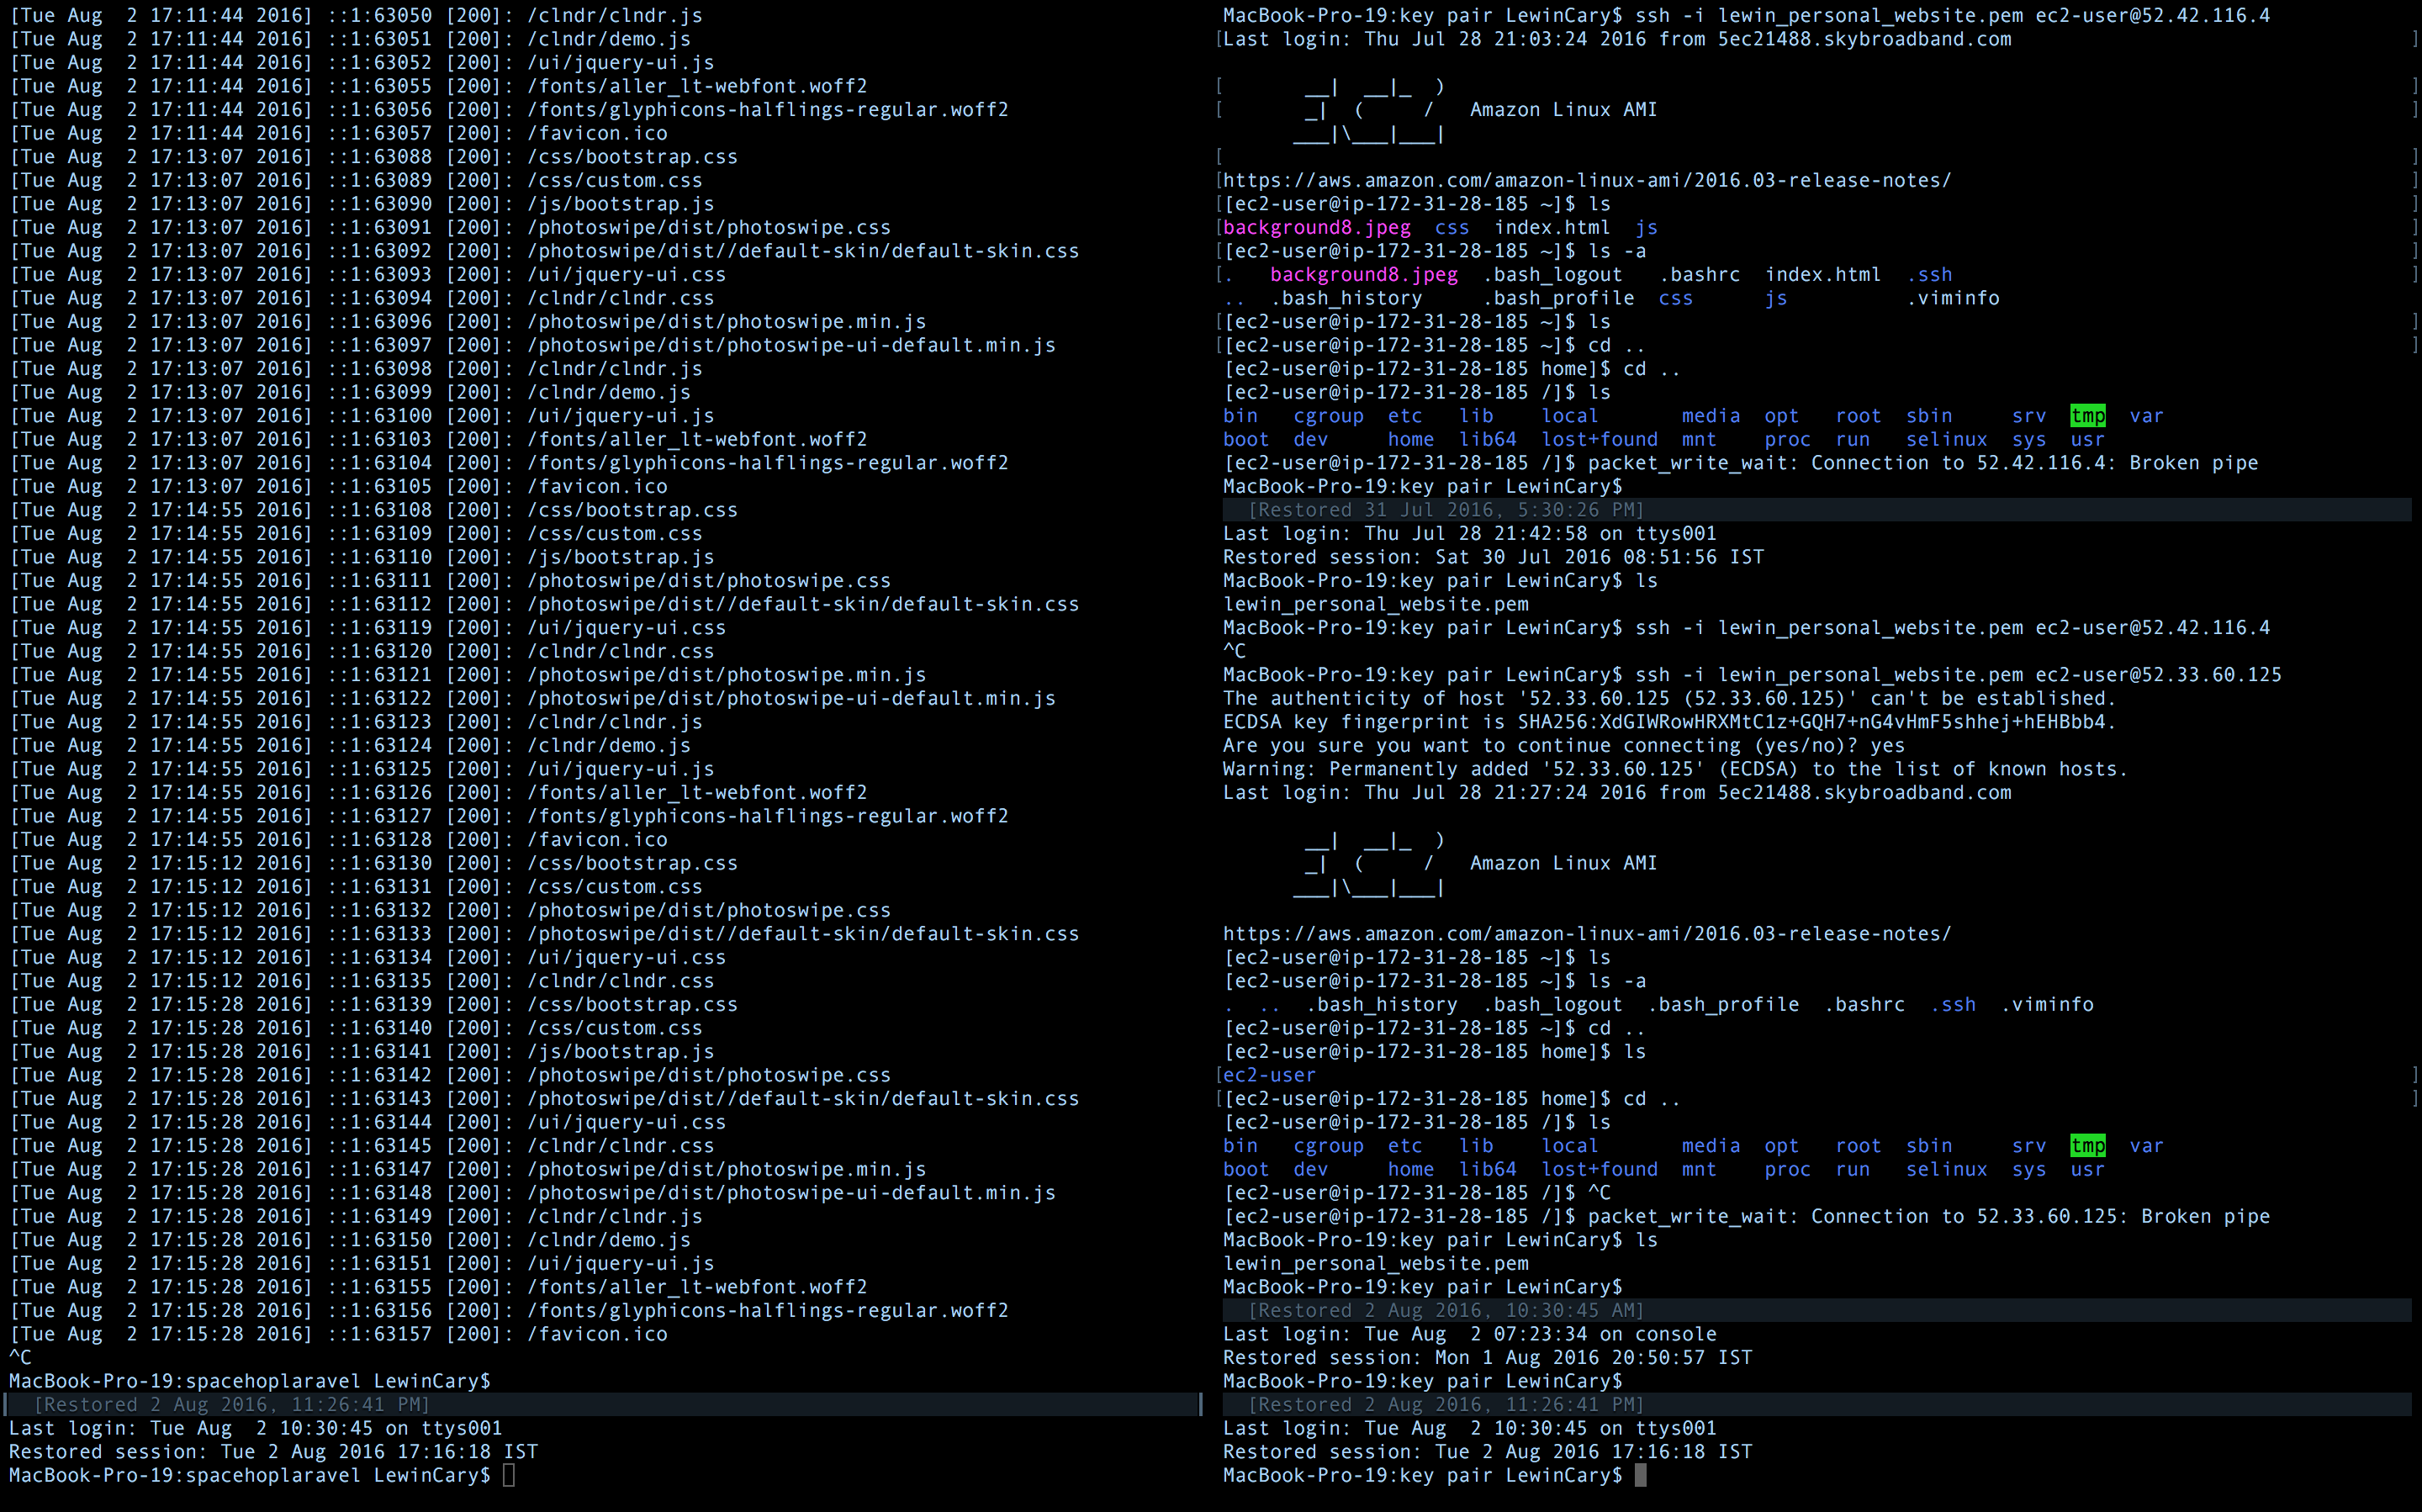 [Tue Aug  2 17:11:44 2016] ::1:63050 [200]: /clndr/clndr.js
[Tue Aug  2 17:11:44 2016] ::1:63051 [200]: /clndr/demo.js
[Tue Aug  2 17:11:44 2016] ::1:63052 [200]: /ui/jquery-ui.js
[Tue Aug  2 17:11:44 2016] ::1:63055 [200]: /fonts/aller_lt-webfont.woff2
[Tue Aug  2 17:11:44 2016] ::1:63056 [200]: /fonts/glyphicons-halflings-regular.woff2
[Tue Aug  2 17:11:44 2016] ::1:63057 [200]: /favicon.ico
[Tue Aug  2 17:13:07 2016] ::1:63088 [200]: /css/bootstrap.css
[Tue Aug  2 17:13:07 2016] ::1:63089 [200]: /css/custom.css
[Tue Aug  2 17:13:07 2016] ::1:63090 [200]: /js/bootstrap.js
[Tue Aug  2 17:13:07 2016] ::1:63091 [200]: /photoswipe/dist/photoswipe.css
[Tue Aug  2 17:13:07 2016] ::1:63092 [200]: /photoswipe/dist//default-skin/default-skin.css
[Tue Aug  2 17:13:07 2016] ::1:63093 [200]: /ui/jquery-ui.css
[Tue Aug  2 17:13:07 2016] ::1:63094 [200]: /clndr/clndr.css
[Tue Aug  2 17:13:07 2016] ::1:63096 [200]: /photoswipe/dist/photoswipe.min.js
[Tue Aug  2 17:13:07 2016] ::1:63097 [200]: /photoswipe/dist/photoswipe-ui-default.min.js
[Tue Aug  2 17:13:07 2016] ::1:63098 [200]: /clndr/clndr.js
[Tue Aug  2 17:13:07 2016] ::1:63099 [200]: /clndr/demo.js
[Tue Aug  2 17:13:07 2016] ::1:63100 [200]: /ui/jquery-ui.js
[Tue Aug  2 17:13:07 2016] ::1:63103 [200]: /fonts/aller_lt-webfont.woff2
[Tue Aug  2 17:13:07 2016] ::1:63104 [200]: /fonts/glyphicons-halflings-regular.woff2
[Tue Aug  2 17:13:07 2016] ::1:63105 [200]: /favicon.ico
[Tue Aug  2 17:14:55 2016] ::1:63108 [200]: /css/bootstrap.css
[Tue Aug  2 17:14:55 2016] ::1:63109 [200]: /css/custom.css
[Tue Aug  2 17:14:55 2016] ::1:63110 [200]: /js/bootstrap.js
[Tue Aug  2 17:14:55 2016] ::1:63111 [200]: /photoswipe/dist/photoswipe.css
[Tue Aug  2 17:14:55 2016] ::1:63112 [200]: /photoswipe/dist//default-skin/default-skin.css
[Tue Aug  2 17:14:55 2016] ::1:63119 [200]: /ui/jquery-ui.css
[Tue Aug  2 17:14:55 2016] ::1:63120 [200]: /clndr/clndr.css
[Tue Aug  2 17:14:55 2016] ::1:63121 [200]: /photoswipe/dist/photoswipe.min.js
[Tue Aug  2 17:14:55 2016] ::1:63122 [200]: /photoswipe/dist/photoswipe-ui-default.min.js
[Tue Aug  2 17:14:55 2016] ::1:63123 [200]: /clndr/clndr.js
[Tue Aug  2 17:14:55 2016] ::1:63124 [200]: /clndr/demo.js
[Tue Aug  2 17:14:55 2016] ::1:63125 [200]: /ui/jquery-ui.js
[Tue Aug  2 17:14:55 2016] ::1:63126 [200]: /fonts/aller_lt-webfont.woff2
[Tue Aug  2 17:14:55 2016] ::1:63127 [200]: /fonts/glyphicons-halflings-regular.woff2
[Tue Aug  2 17:14:55 2016] ::1:63128 [200]: /favicon.ico
[Tue Aug  2 17:15:12 2016] ::1:63130 [200]: /css/bootstrap.css
[Tue Aug  2 17:15:12 2016] ::1:63131 [200]: /css/custom.css
[Tue Aug  2 17:15:12 2016] ::1:63132 [200]: /photoswipe/dist/photoswipe.css
[Tue Aug  2 17:15:12 2016] ::1:63133 [200]: /photoswipe/dist//default-skin/default-skin.css
[Tue Aug  2 17:15:12 2016] ::1:63134 [200]: /ui/jquery-ui.css
[Tue Aug  2 17:15:12 2016] ::1:63135 [200]: /clndr/clndr.css
[Tue Aug  2 17:15:28 2016] ::1:63139 [200]: /css/bootstrap.css
[Tue Aug  2 17:15:28 2016] ::1:63140 [200]: /css/custom.css
[Tue Aug  2 17:15:28 2016] ::1:63141 [200]: /js/bootstrap.js
[Tue Aug  2 17:15:28 2016] ::1:63142 [200]: /photoswipe/dist/photoswipe.css
[Tue Aug  2 17:15:28 2016] ::1:63143 [200]: /photoswipe/dist//default-skin/default-skin.css
[Tue Aug  2 17:15:28 2016] ::1:63144 [200]: /ui/jquery-ui.css
[Tue Aug  2 17:15:28 2016] ::1:63145 [200]: /clndr/clndr.css
[Tue Aug  2 17:15:28 2016] ::1:63147 [200]: /photoswipe/dist/photoswipe.min.js
[Tue Aug  2 17:15:28 2016] ::1:63148 [200]: /photoswipe/dist/photoswipe-ui-default.min.js
[Tue Aug  2 17:15:28 2016] ::1:63149 [200]: /clndr/clndr.js
[Tue Aug  2 17:15:28 2016] ::1:63150 [200]: /clndr/demo.js
[Tue Aug  2 17:15:28 2016] ::1:63151 [200]: /ui/jquery-ui.js
[Tue Aug  2 17:15:28 2016] ::1:63155 [200]: /fonts/aller_lt-webfont.woff2
[Tue Aug  2 17:15:28 2016] ::1:63156 [200]: /fonts/glyphicons-halflings-regular.woff2
[Tue Aug  2 17:15:28 2016] ::1:63157 [200]: /favicon.ico
^C
MacBook-Pro-19:spacehoplaravel LewinCary$
[Restored 2 Aug 2016, 11:26:41 PM]
Last login: Tue Aug  2 10:30:45 on ttys001
Restored session: Tue 2 Aug 2016 17:16:18 IST
MacBook-Pro-19:spacehoplaravel LewinCary$
MacBook-Pro-19:key pair LewinCary$ ssh -i lewin_personal_website.pem ec2-user@52.42.116.4
[Last login: Thu Jul 28 21:03:24 2016 from 5ec21488.skybroadband.com ]

[      __|  __|_  ) ]
[      _|  (     /   Amazon Linux AMI ]
      ___|\___|___|
[ ]
[https://aws.amazon.com/amazon-linux-ami/2016.03-release-notes/ ]
[[ec2-user@ip-172-31-28-185 ~]$ ls ]
[background8.jpeg  css  index.html  js ]
[[ec2-user@ip-172-31-28-185 ~]$ ls -a ]
[.   background8.jpeg  .bash_logout   .bashrc  index.html  .ssh ]
..  .bash_history     .bash_profile  css      js          .viminfo
[[ec2-user@ip-172-31-28-185 ~]$ ls ]
[[ec2-user@ip-172-31-28-185 ~]$ cd .. ]
[ec2-user@ip-172-31-28-185 home]$ cd ..
[ec2-user@ip-172-31-28-185 /]$ ls
bin   cgroup  etc   lib    local       media  opt   root  sbin     srv  tmp  var
boot  dev     home  lib64  lost+found  mnt    proc  run   selinux  sys  usr
[ec2-user@ip-172-31-28-185 /]$ packet_write_wait: Connection to 52.42.116.4: Broken pipe
MacBook-Pro-19:key pair LewinCary$
[Restored 31 Jul 2016, 5:30:26 PM]
Last login: Thu Jul 28 21:42:58 on ttys001
Restored session: Sat 30 Jul 2016 08:51:56 IST
MacBook-Pro-19:key pair LewinCary$ ls
lewin_personal_website.pem
MacBook-Pro-19:key pair LewinCary$ ssh -i lewin_personal_website.pem ec2-user@52.42.116.4
^C
MacBook-Pro-19:key pair LewinCary$ ssh -i lewin_personal_website.pem ec2-user@52.33.60.125
The authenticity of host '52.33.60.125 (52.33.60.125)' can't be established.
ECDSA key fingerprint is SHA256:XdGIWRowHRXMtC1z+GQH7+nG4vHmF5shhej+hEHBbb4.
Are you sure you want to continue connecting (yes/no)? yes
Warning: Permanently added '52.33.60.125' (ECDSA) to the list of known hosts.
Last login: Thu Jul 28 21:27:24 2016 from 5ec21488.skybroadband.com

       __|  __|_  )
       _|  (     /   Amazon Linux AMI
      ___|\___|___|

https://aws.amazon.com/amazon-linux-ami/2016.03-release-notes/
[ec2-user@ip-172-31-28-185 ~]$ ls
[ec2-user@ip-172-31-28-185 ~]$ ls -a
.  ..  .bash_history  .bash_logout  .bash_profile  .bashrc  .ssh  .viminfo
[ec2-user@ip-172-31-28-185 ~]$ cd ..
[ec2-user@ip-172-31-28-185 home]$ ls
[ec2-user ]
[[ec2-user@ip-172-31-28-185 home]$ cd .. ]
[ec2-user@ip-172-31-28-185 /]$ ls
bin   cgroup  etc   lib    local       media  opt   root  sbin     srv  tmp  var
boot  dev     home  lib64  lost+found  mnt    proc  run   selinux  sys  usr
[ec2-user@ip-172-31-28-185 /]$ ^C
[ec2-user@ip-172-31-28-185 /]$ packet_write_wait: Connection to 52.33.60.125: Broken pipe
MacBook-Pro-19:key pair LewinCary$ ls
lewin_personal_website.pem
MacBook-Pro-19:key pair LewinCary$
[Restored 2 Aug 2016, 10:30:45 AM]
Last login: Tue Aug  2 07:23:34 on console
Restored session: Mon 1 Aug 2016 20:50:57 IST
MacBook-Pro-19:key pair LewinCary$
[Restored 2 Aug 2016, 11:26:41 PM]
Last login: Tue Aug  2 10:30:45 on ttys001
Restored session: Tue 2 Aug 2016 17:16:18 IST
MacBook-Pro-19:key pair LewinCary$